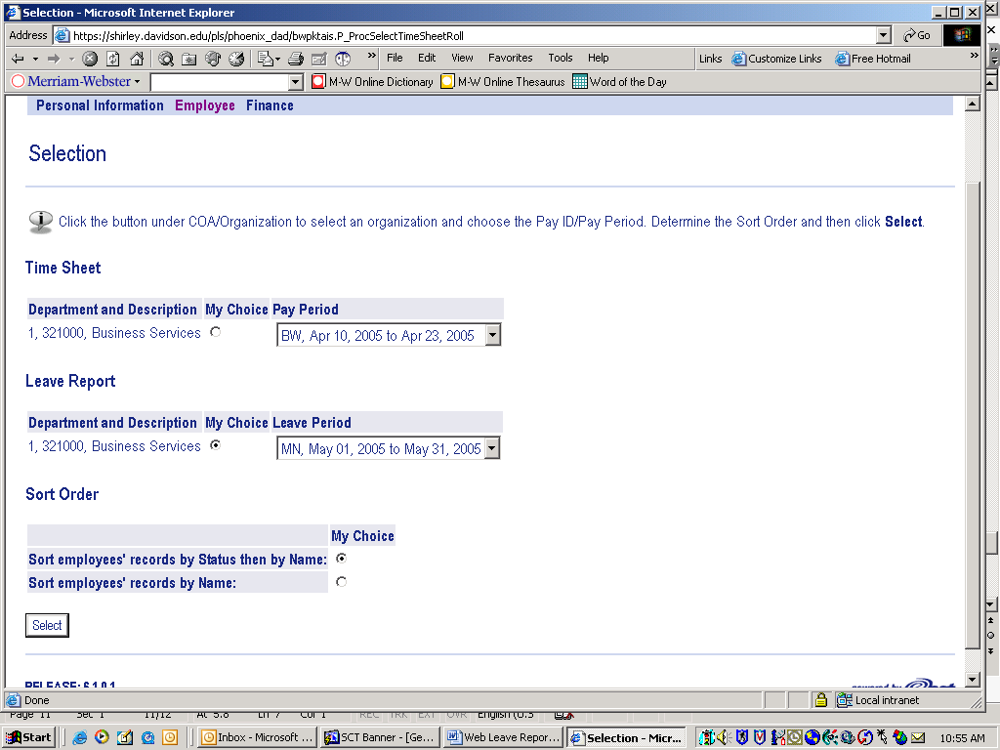 Selection - Microsoft Internet Explorer
Address https://shirley.davidson.edu/pls/phoenix_dad/bwpktais.P_ProcSelectTimeSheetRoll Go
» File Edit View Favorites Tools Help Links Customize Links Free Hotmail »
Merriam-Webster M-W Online Dictionary M-W Online Thesaurus Word of the Day
Personal Information Employee Finance
Selection
Click the button under COA/Organization to select an organization and choose the Pay ID/Pay Period. Determine the Sort Order and then click Select.
Time Sheet
Department and Description My Choice Pay Period
1, 321000, Business Services BW, Apr 10, 2005 to Apr 23, 2005
Leave Report
Department and Description My Choice Leave Period
1, 321000, Business Services MN, May 01, 2005 to May 31, 2005
Sort Order
My Choice
Sort employees' records by Status then by Name:
Sort employees' records by Name:
Select
RELEASE: 6.1.0.1
powered by
Done Local intranet
Page 11 Sec 1 11/12 At 5.8 Ln 7 Col 1 REC TRK EXT OVR English (U.S
Start Inbox - Microsoft ... SCT Banner - [Ge... Web Leave Repor... Selection - Micr... 10:55 AM